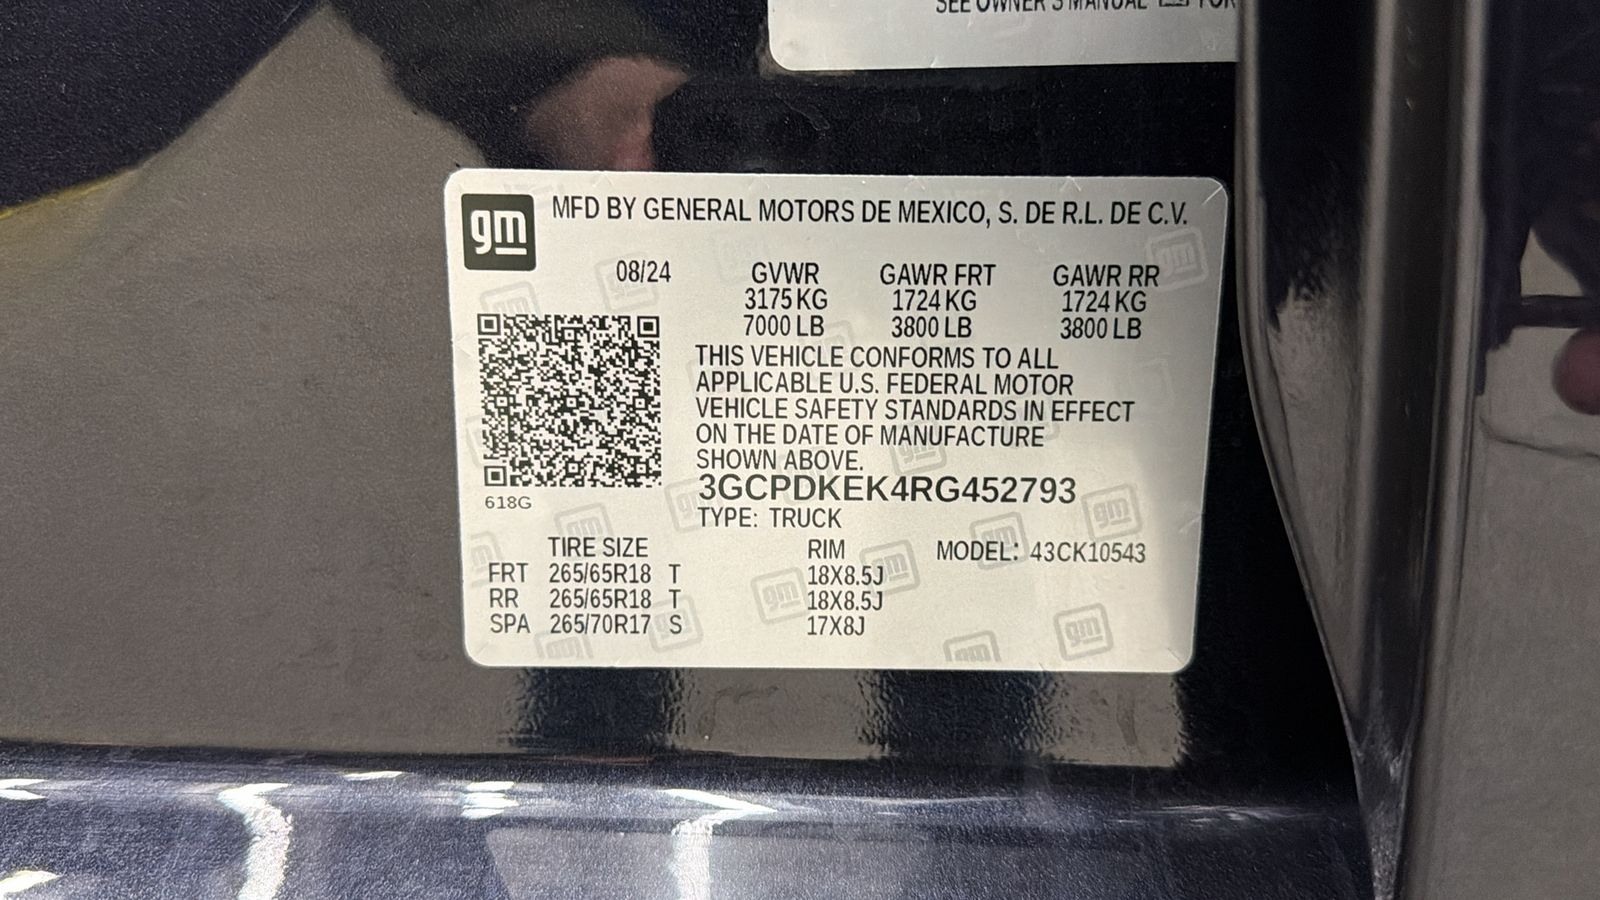 SEE OWNER'S MANUAL FOR
gm
MFD BY GENERAL MOTORS DE MEXICO, S. DE R.L. DE C.V.
08/24 GVWR GAWR FRT GAWR RR
3175 KG 1724 KG 1724 KG
7000 LB 3800 LB 3800 LB
THIS VEHICLE CONFORMS TO ALL
APPLICABLE U.S. FEDERAL MOTOR
VEHICLE SAFETY STANDARDS IN EFFECT
ON THE DATE OF MANUFACTURE
SHOWN ABOVE.
3GCPDKEK4RG452793
618G
TYPE: TRUCK
TIRE SIZE RIM MODEL: 43CK10543
FRT 265/65R18 T 18X8.5J
RR 265/65R18 T 18X8.5J
SPA 265/70R17 S 17X8J